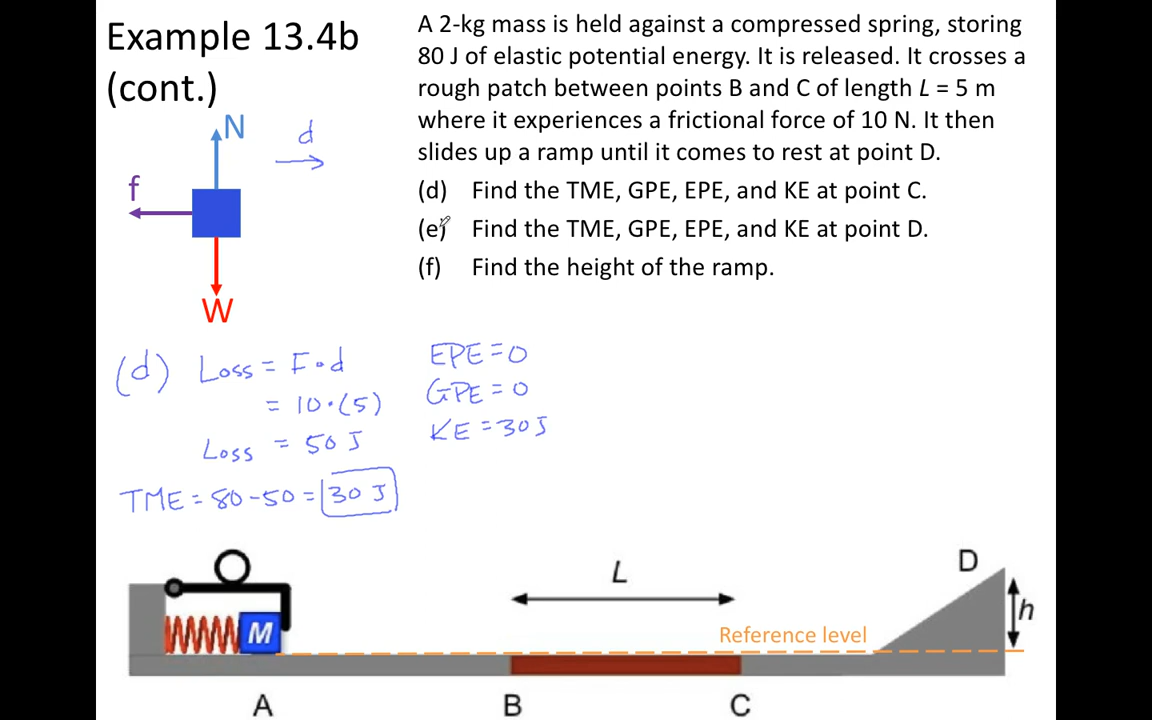 Example 13.4b
(cont.)
A 2-kg mass is held against a compressed spring, storing
80 J of elastic potential energy. It is released. It crosses a
rough patch between points B and C of length L = 5 m
where it experiences a frictional force of 10 N. It then
slides up a ramp until it comes to rest at point D.
(d) Find the TME, GPE, EPE, and KE at point C.
(e) Find the TME, GPE, EPE, and KE at point D.
(f) Find the height of the ramp.
N
d
f
W
(d) Loss = F·d
= 10·(5)
Loss = 50 J
TME = 80-50 = 30 J
EPE = 0
GPE = 0
KE = 30 J
L
D
h
M
Reference level
A
B
C